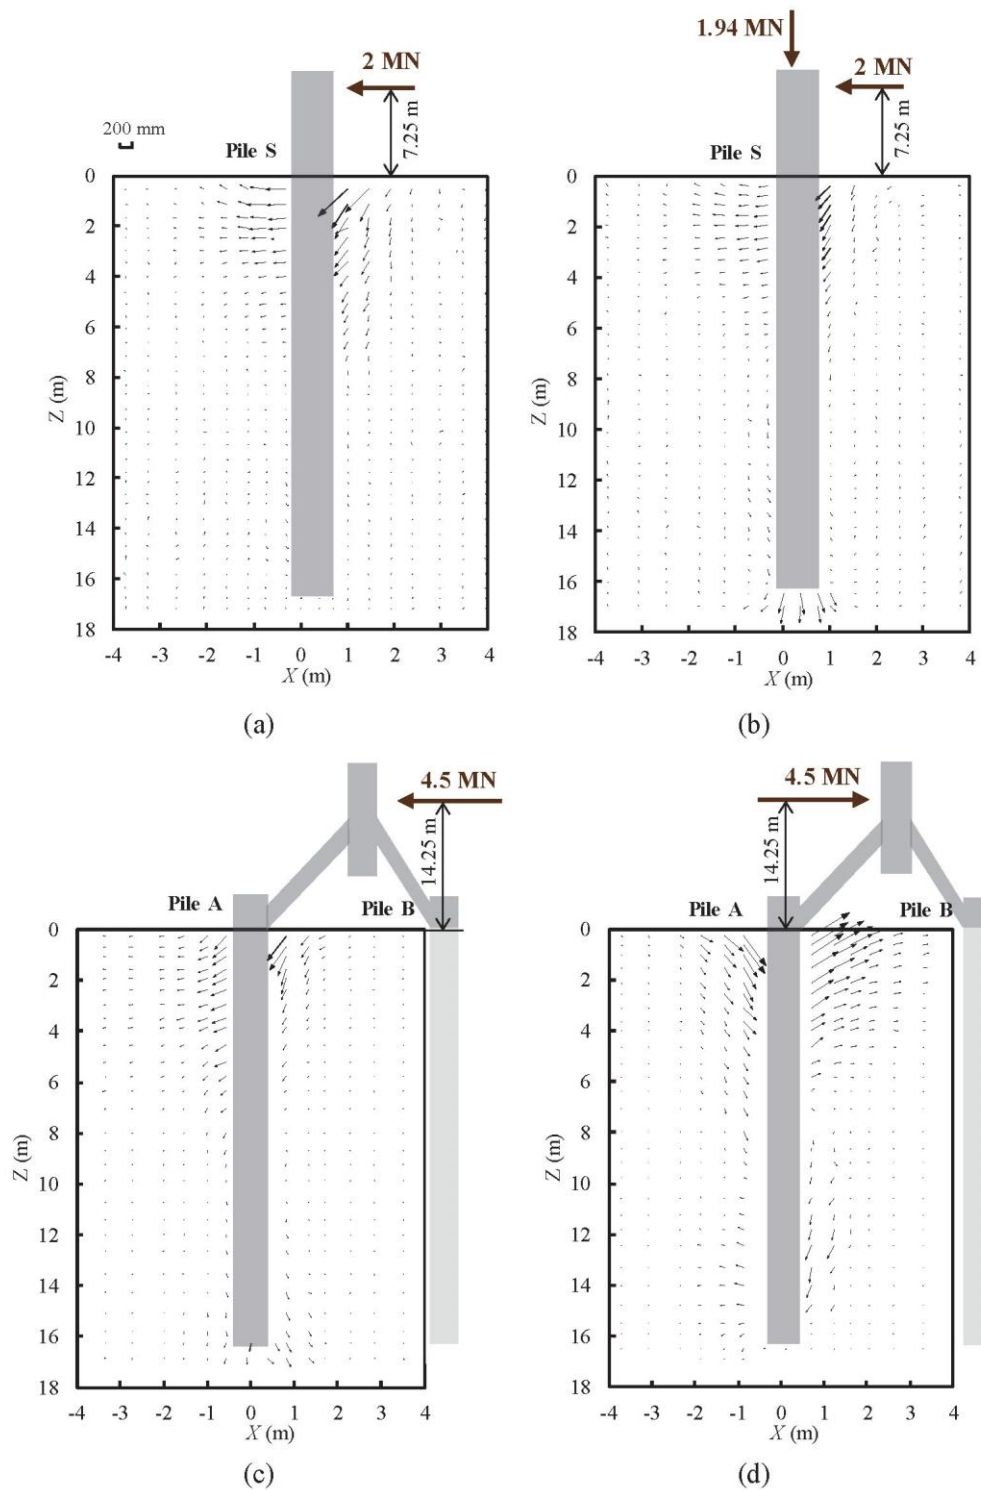 2 MN
7.25 m
200 mm
Pile S
0
2
4
6
8
10
12
14
16
18
Z (m)
-4 -3 -2 -1 0 1 2 3 4
X (m)
(a)
1.94 MN
2 MN
7.25 m
Pile S
0
2
4
6
8
10
12
14
16
18
Z (m)
-4 -3 -2 -1 0 1 2 3 4
X (m)
(b)
4.5 MN
14.25 m
Pile A
Pile B
0
2
4
6
8
10
12
14
16
18
Z (m)
-4 -3 -2 -1 0 1 2 3 4
X (m)
(c)
4.5 MN
14.25 m
Pile A
Pile B
0
2
4
6
8
10
12
14
16
18
Z (m)
-4 -3 -2 -1 0 1 2 3 4
X (m)
(d)